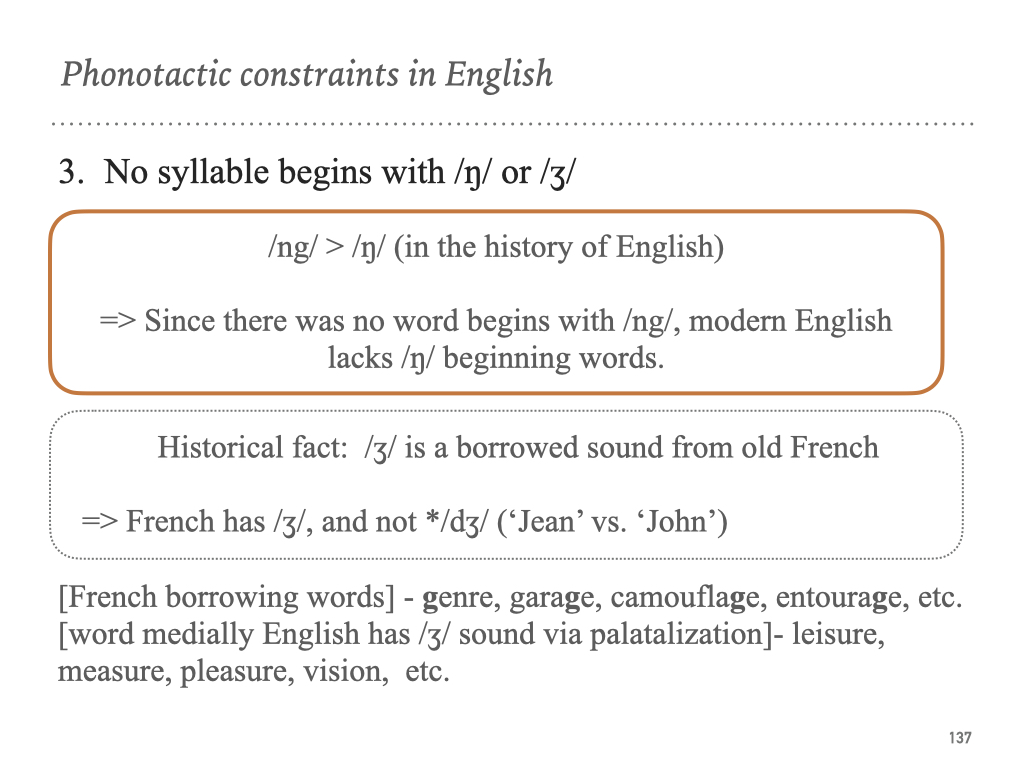 Phonotactic constraints in English
3. No syllable begins with /ŋ/ or /ʒ/
/ng/ > /ŋ/ (in the history of English)
=> Since there was no word begins with /ng/, modern English
lacks /ŋ/ beginning words.
Historical fact: /ʒ/ is a borrowed sound from old French
=> French has /ʒ/, and not */dʒ/ (‘Jean’ vs. ‘John’)
[French borrowing words] - genre, garage, camouflage, entourage, etc.
[word medially English has /ʒ/ sound via palatalization]- leisure,
measure, pleasure, vision, etc.
137